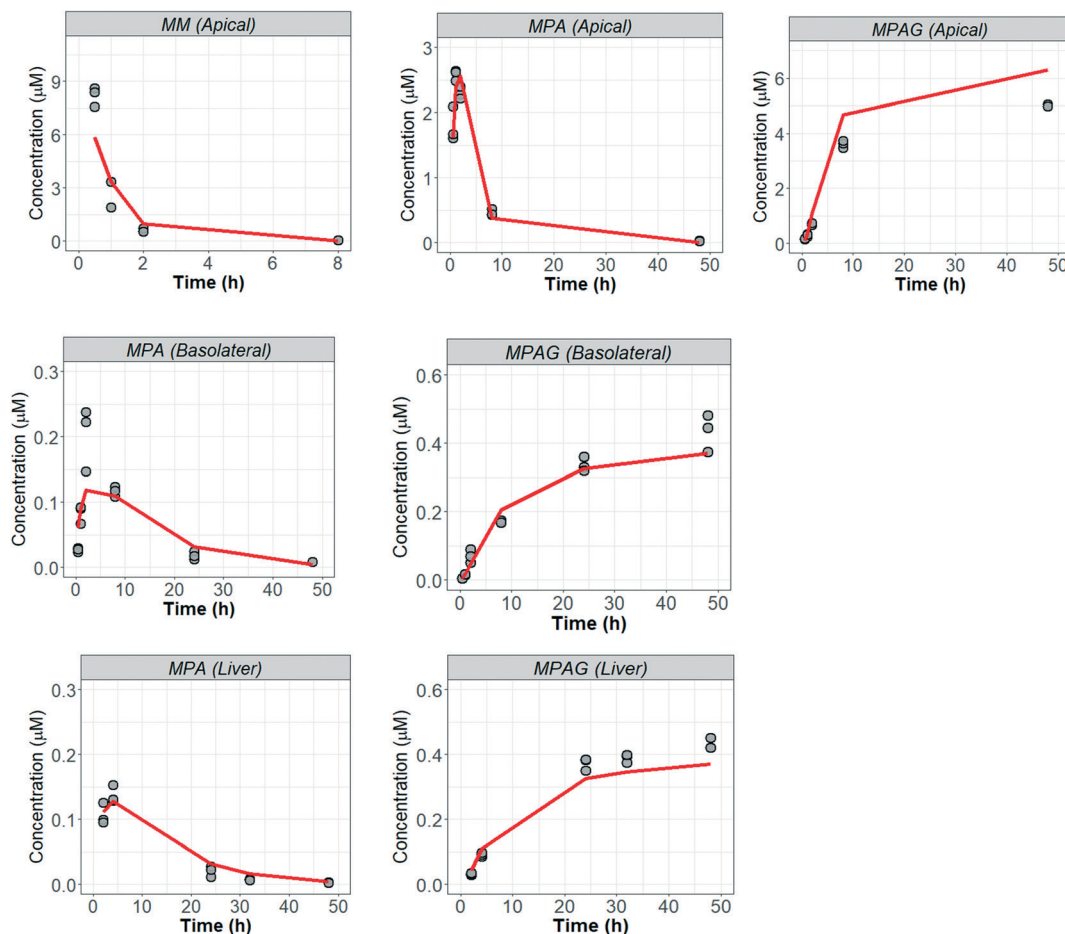 MM (Apical)
Concentration (µM)
9
6
3
0
0 2 4 6 8
Time (h)
MPA (Apical)
Concentration (µM)
3
2
1
0
0 10 20 30 40 50
Time (h)
MPAG (Apical)
Concentration (µM)
6
4
2
0
0 10 20 30 40 50
Time (h)
MPA (Basolateral)
Concentration (µM)
0.3
0.2
0.1
0.0
0 10 20 30 40 50
Time (h)
MPAG (Basolateral)
Concentration (µM)
0.6
0.4
0.2
0.0
0 10 20 30 40 50
Time (h)
MPA (Liver)
Concentration (µM)
0.3
0.2
0.1
0.0
0 10 20 30 40 50
Time (h)
MPAG (Liver)
Concentration (µM)
0.6
0.4
0.2
0.0
0 10 20 30 40 50
Time (h)